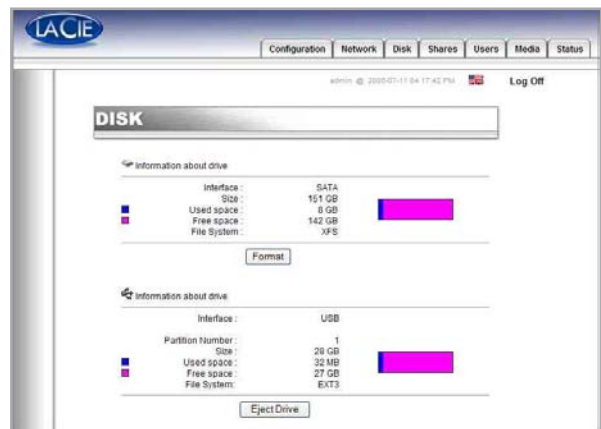 LACIE
Configuration Network Disk Shares Users Media Status
Log Off
DISK
Information about drive
Interface : SATA
Size : 151 GB
Used space : 8 GB
Free space : 142 GB
File System : XFS
Format
Information about drive
Interface : USB
Partition Number : 1
Size : 28 GB
Used space : 32 MB
Free space : 27 GB
File System: EXT3
Eject Drive